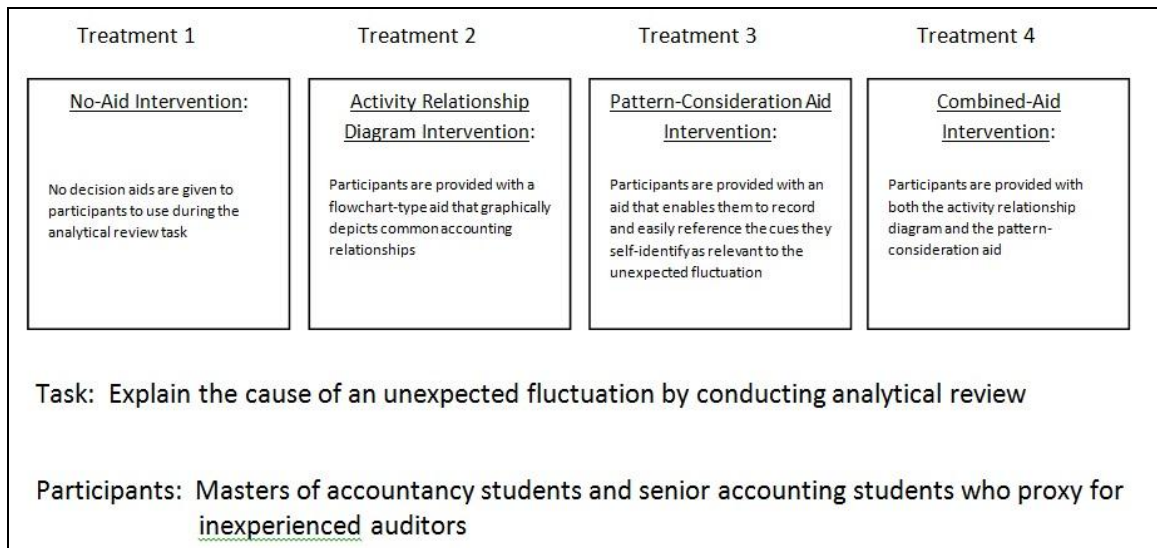 Treatment 1
Treatment 2
Treatment 3
Treatment 4
No-Aid Intervention:
No decision aids are given to
participants to use during the
analytical review task
Activity Relationship
Diagram Intervention:
Participants are provided with a
flowchart-type aid that graphically
depicts common accounting
relationships
Pattern-Consideration Aid
Intervention:
Participants are provided with an
aid that enables them to record
and easily reference the cues they
self-identify as relevant to the
unexpected fluctuation
Combined-Aid
Intervention:
Participants are provided with
both the activity relationship
diagram and the pattern-
consideration aid
Task: Explain the cause of an unexpected fluctuation by conducting analytical review
Participants: Masters of accountancy students and senior accounting students who proxy for
inexperienced auditors